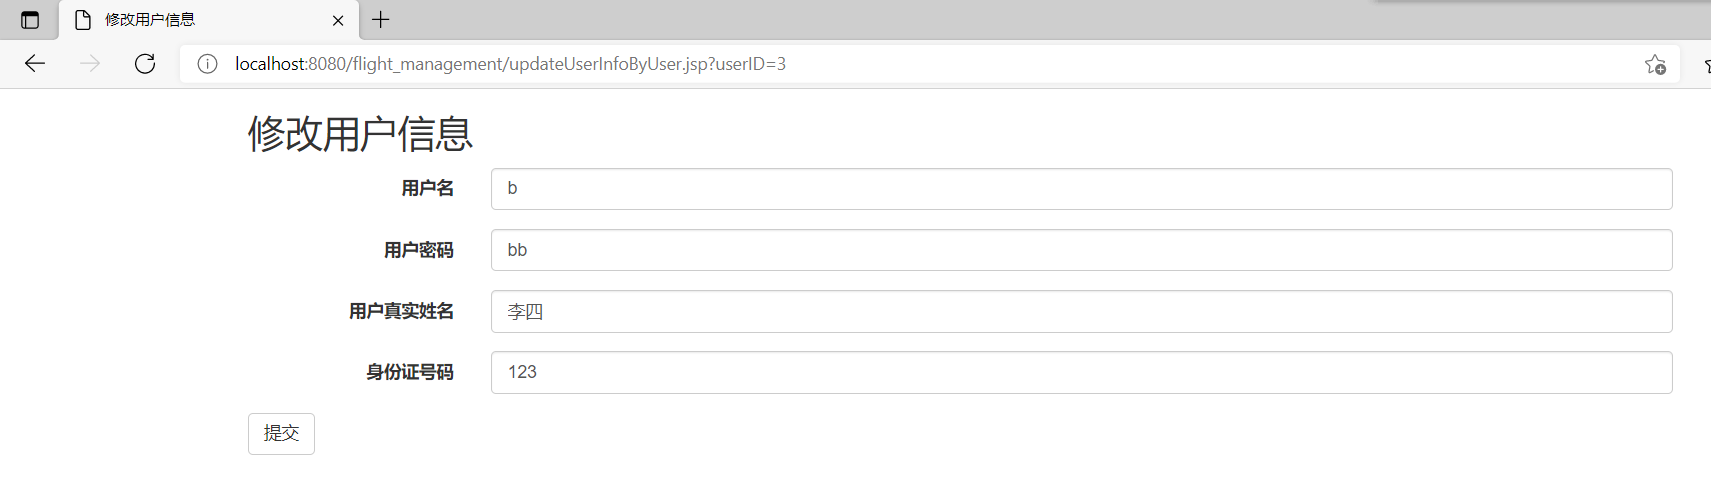 修改用户信息
localhost:8080/flight_management/updateUserInfoByUser.jsp?userID=3
修改用户信息
用户名 b
用户密码 bb
用户真实姓名 李四
身份证号码 123
提交